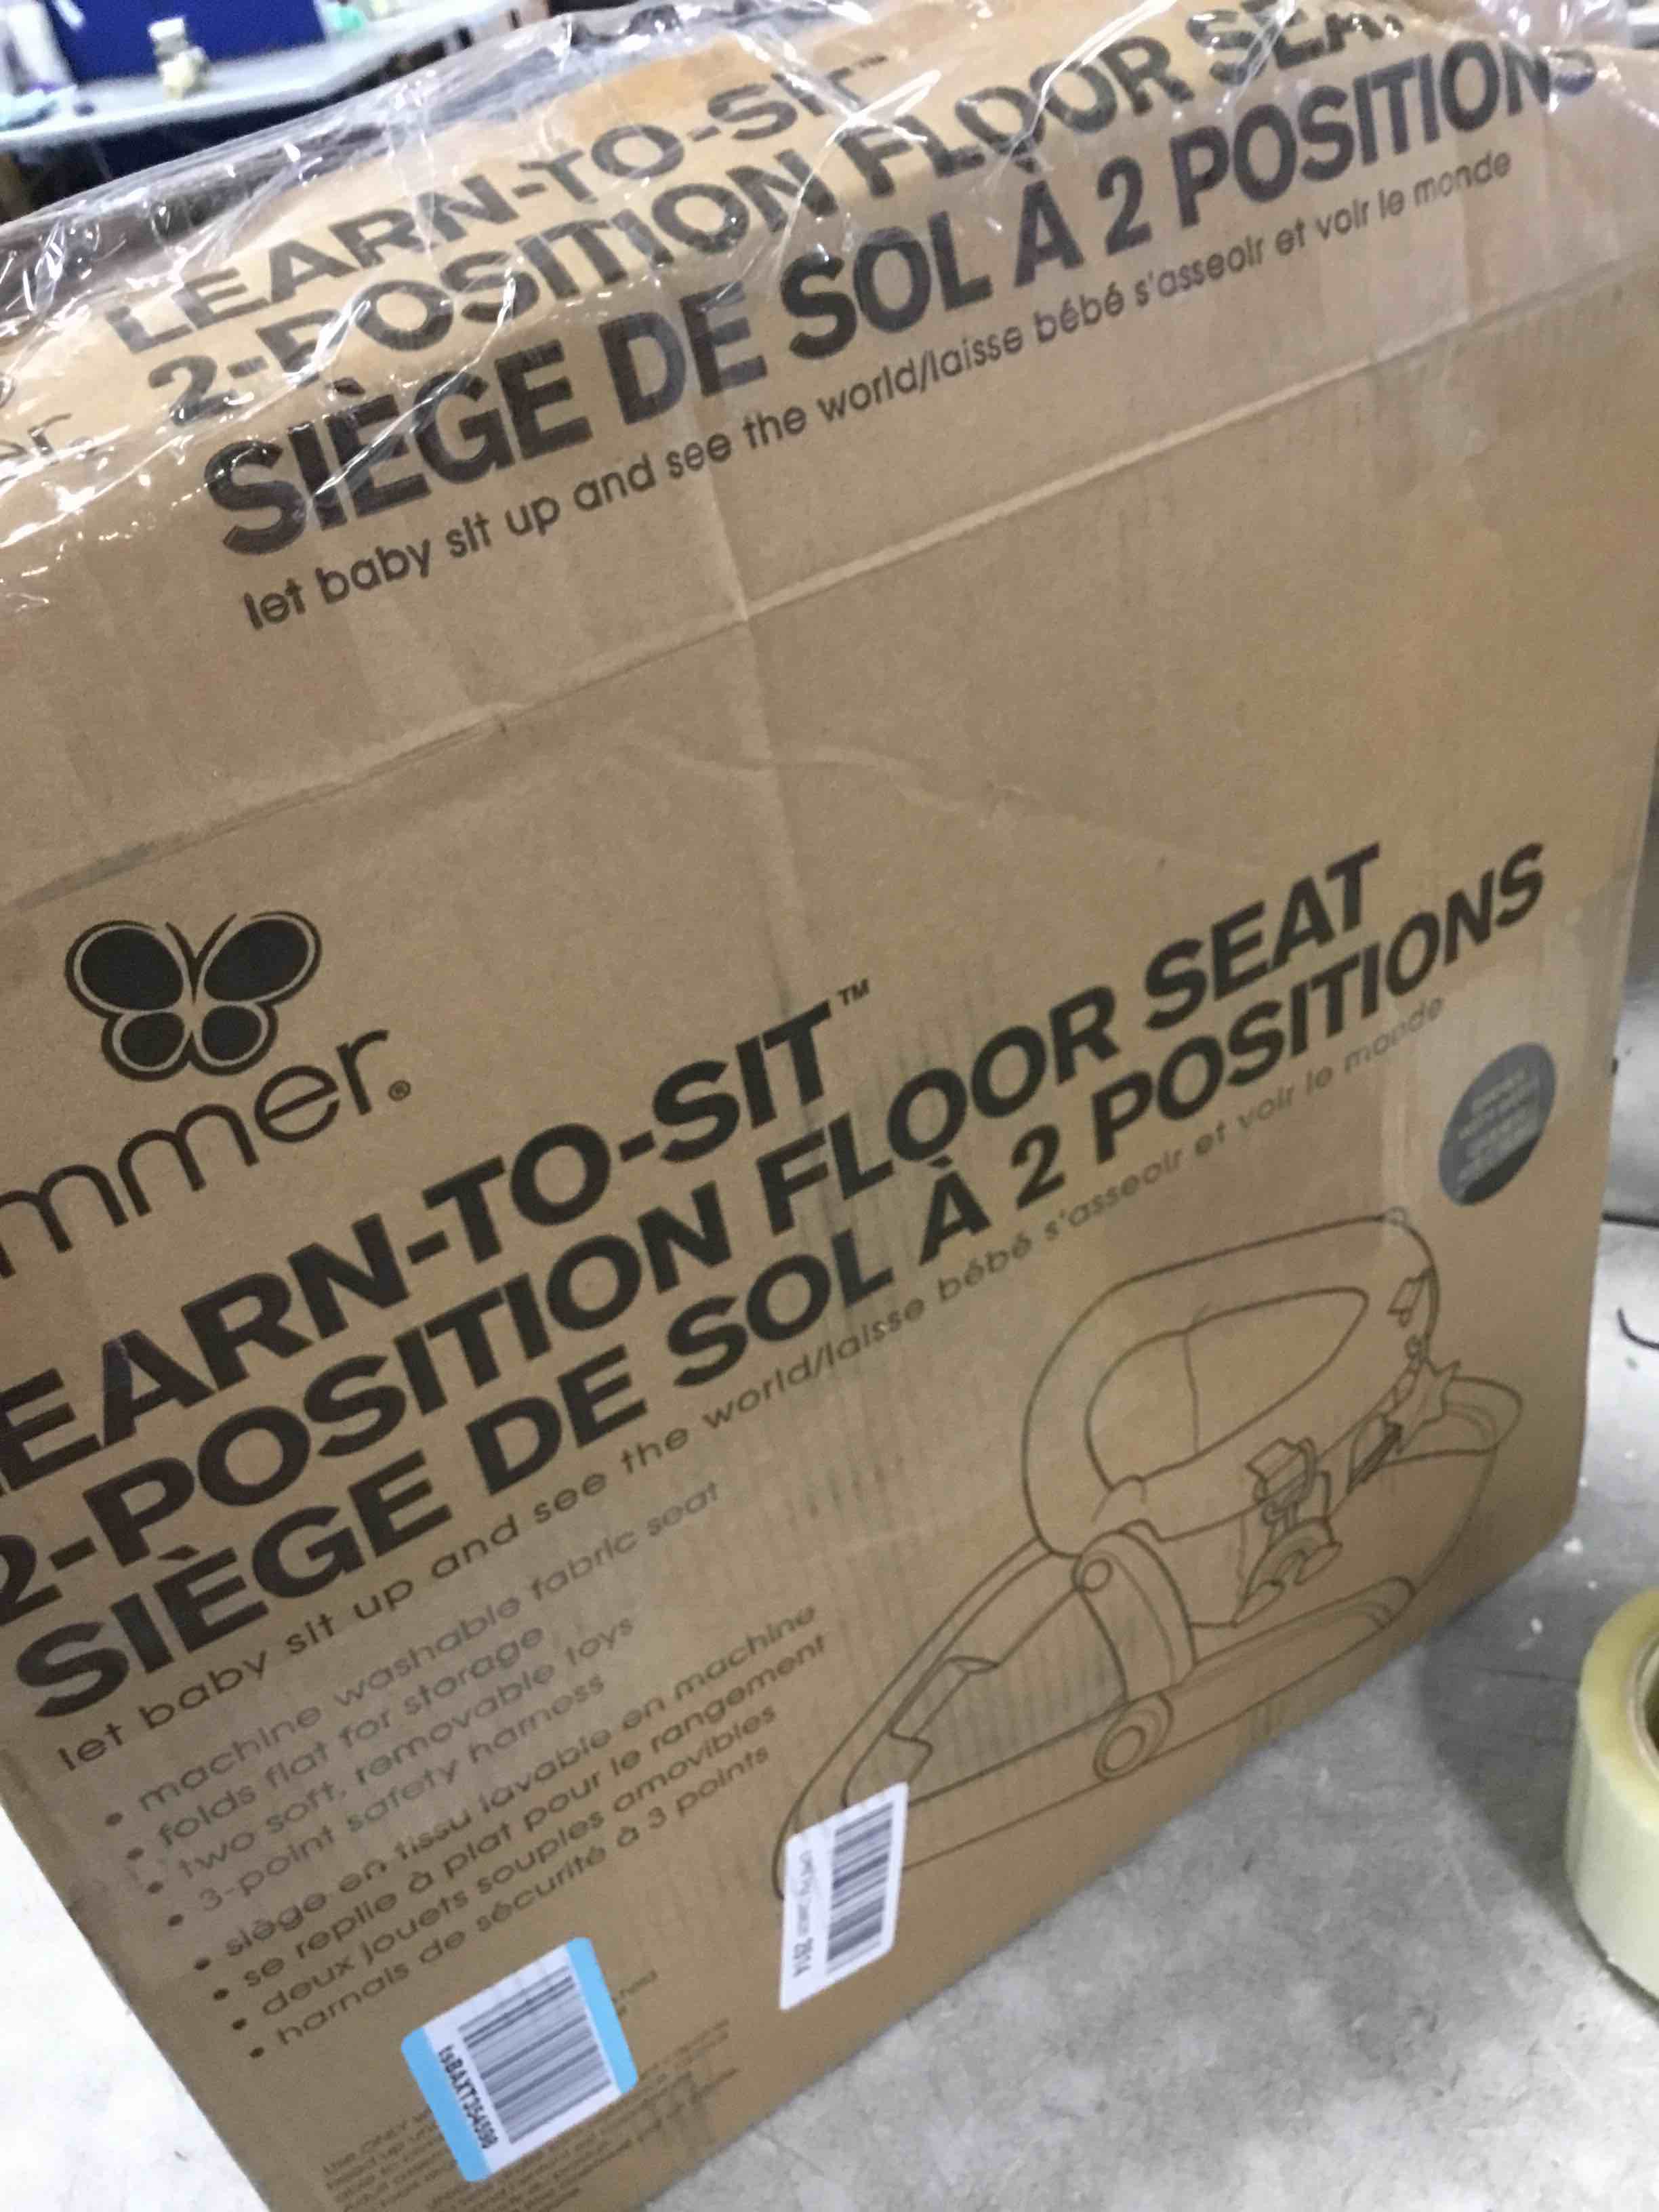 LEARN-TO-SIT™
2-POSITION FLOOR
SIÈGE DE SOL À 2 POSITIONS
let baby sit up and see the world/laisse bébé s'asseoir et voir le monde
mmer®
EARN-TO-SIT™
2-POSITION FLOOR SEAT
SIÈGE DE SOL À 2 POSITIONS
let baby sit up and see the world/laisse bébé s'asseoir et voir le monde
• machine washable fabric seat
• folds flat for storage
• two soft, removable toys
• 3-point safety harness
• siège en tissu lavable en machine
• se replie à plat pour le rangement
• deux jouets souples amovibles
• harnais de sécurité à 3 points